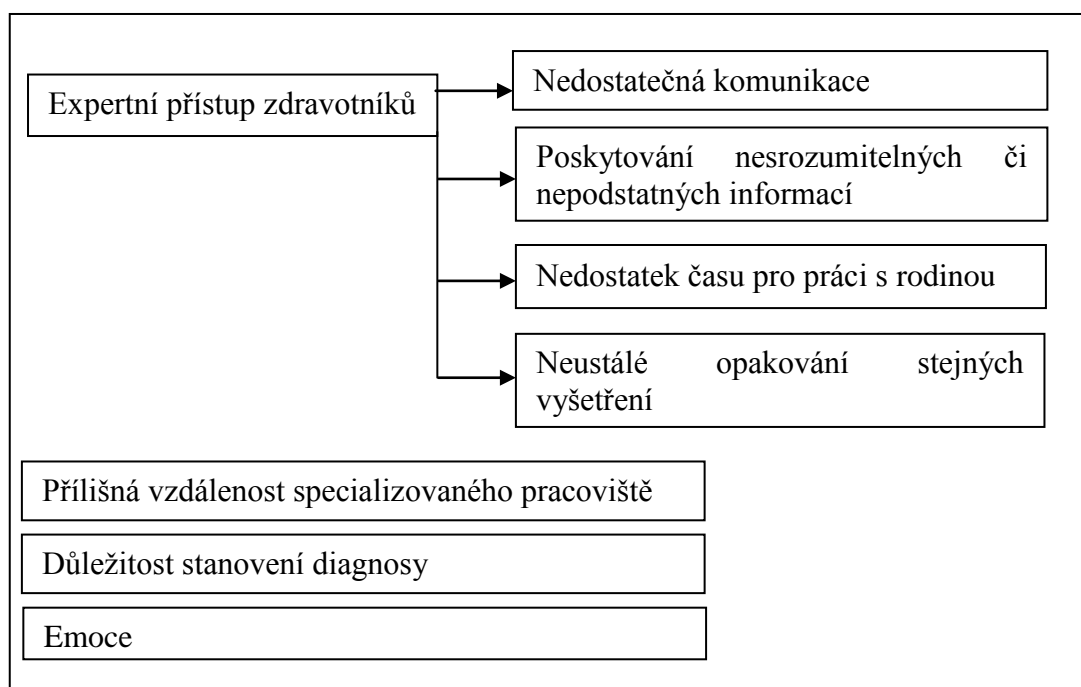 Expertní přístup zdravotníků
Nedostatečná komunikace
Poskytování nesrozumitelných či
nepodstatných informací
Nedostatek času pro práci s rodinou
Neustálé opakování stejných
vyšetření
Přílišná vzdálenost specializovaného pracoviště
Důležitost stanovení diagnosy
Emoce